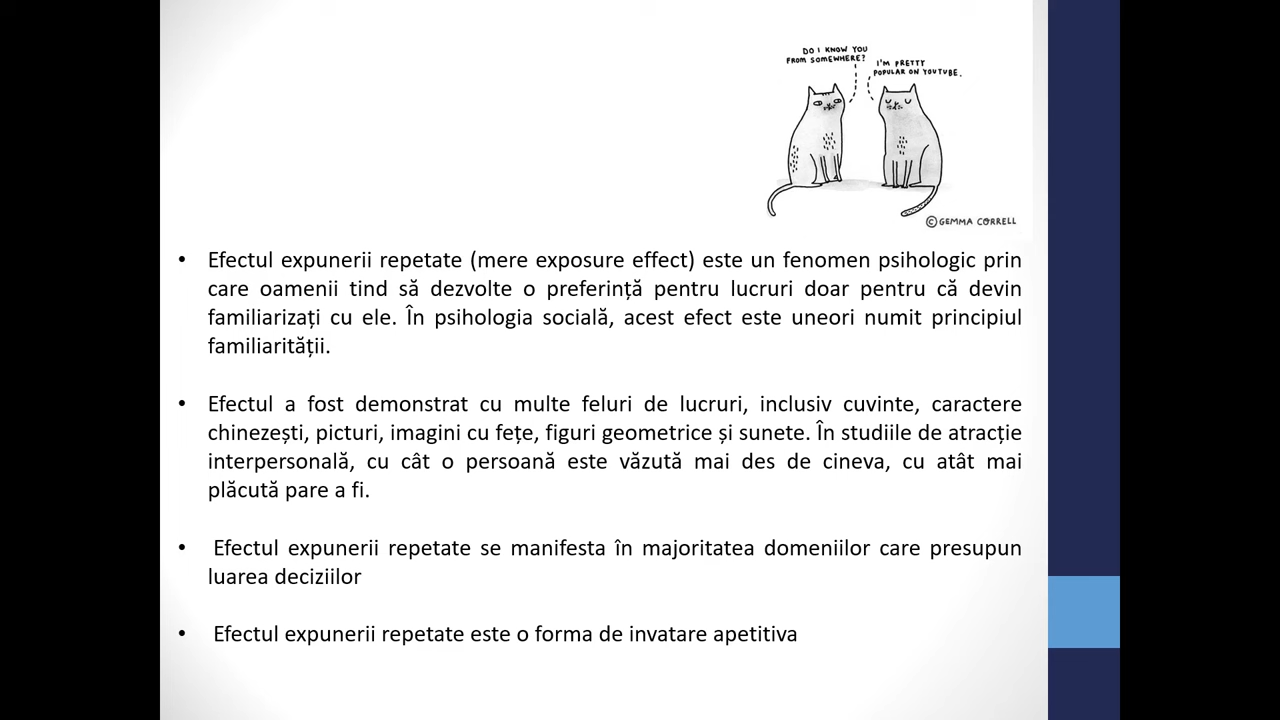 DO I KNOW YOU
FROM SOMEWHERE?
I'M PRETTY
POPULAR ON YOUTUBE.
©GEMMA CORRELL
• Efectul expunerii repetate (mere exposure effect) este un fenomen psihologic prin
care oamenii tind să dezvolte o preferință pentru lucruri doar pentru că devin
familiarizați cu ele. În psihologia socială, acest efect este uneori numit principiul
familiarității.
• Efectul a fost demonstrat cu multe feluri de lucruri, inclusiv cuvinte, caractere
chinezești, picturi, imagini cu fețe, figuri geometrice și sunete. În studiile de atracție
interpersonală, cu cât o persoană este văzută mai des de cineva, cu atât mai
plăcută pare a fi.
• Efectul expunerii repetate se manifesta în majoritatea domeniilor care presupun
luarea deciziilor
• Efectul expunerii repetate este o forma de invatare apetitiva